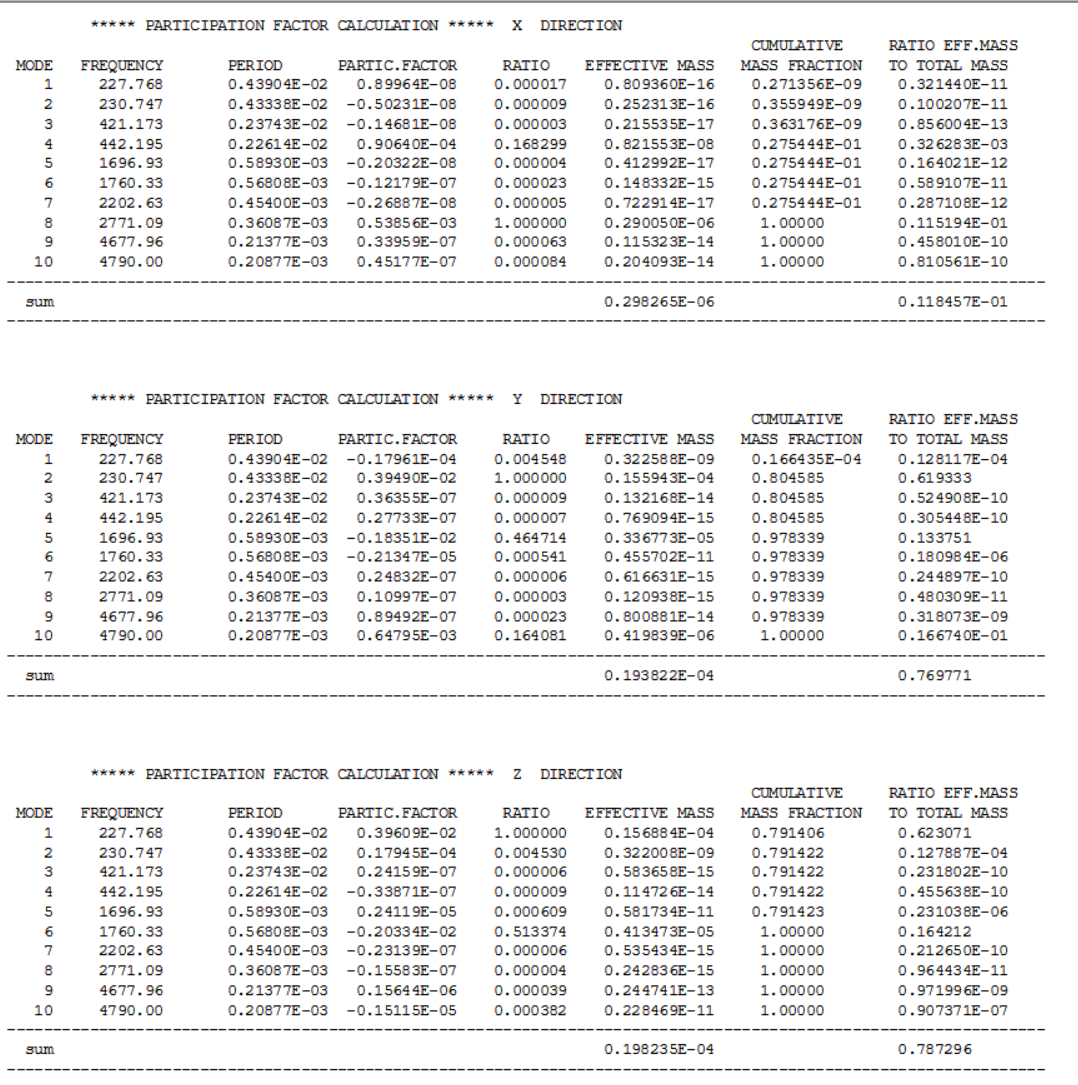 ***** PARTICIPATION FACTOR CALCULATION ***** X DIRECTION
CUMULATIVE RATIO EFF.MASS
MODE FREQUENCY PERIOD PARTIC.FACTOR RATIO EFFECTIVE MASS MASS FRACTION TO TOTAL MASS
1 227.768 0.43904E-02 0.89964E-08 0.000017 0.809360E-16 0.271356E-09 0.321440E-11
2 230.747 0.43338E-02 -0.50231E-08 0.000009 0.252313E-16 0.355949E-09 0.100207E-11
3 421.173 0.23743E-02 -0.14681E-08 0.000003 0.215535E-17 0.363176E-09 0.856004E-13
4 442.195 0.22614E-02 0.90640E-04 0.168299 0.821553E-08 0.275444E-01 0.326283E-03
5 1696.93 0.58930E-03 -0.20322E-08 0.000004 0.412992E-17 0.275444E-01 0.164021E-12
6 1760.33 0.56808E-03 -0.12179E-07 0.000023 0.148332E-15 0.275444E-01 0.589107E-11
7 2202.63 0.45400E-03 -0.26887E-08 0.000005 0.722914E-17 0.275444E-01 0.287108E-12
8 2771.09 0.36087E-03 0.53856E-03 1.000000 0.290050E-06 1.00000 0.115194E-01
9 4677.96 0.21377E-03 0.33959E-07 0.000063 0.115323E-14 1.00000 0.458010E-10
10 4790.00 0.20877E-03 0.45177E-07 0.000084 0.204093E-14 1.00000 0.810561E-10
sum 0.298265E-06 0.118457E-01
***** PARTICIPATION FACTOR CALCULATION ***** Y DIRECTION
CUMULATIVE RATIO EFF.MASS
MODE FREQUENCY PERIOD PARTIC.FACTOR RATIO EFFECTIVE MASS MASS FRACTION TO TOTAL MASS
1 227.768 0.43904E-02 -0.17961E-04 0.004548 0.322588E-09 0.166435E-04 0.128117E-04
2 230.747 0.43338E-02 0.39490E-02 1.000000 0.155943E-04 0.804585 0.619333
3 421.173 0.23743E-02 0.36355E-07 0.000009 0.132168E-14 0.804585 0.524908E-10
4 442.195 0.22614E-02 0.27733E-07 0.000007 0.769094E-15 0.804585 0.305448E-10
5 1696.93 0.58930E-03 -0.18351E-02 0.464714 0.336773E-05 0.978339 0.133751
6 1760.33 0.56808E-03 -0.21347E-05 0.000541 0.455702E-11 0.978339 0.180984E-06
7 2202.63 0.45400E-03 0.24832E-07 0.000006 0.616631E-15 0.978339 0.244897E-10
8 2771.09 0.36087E-03 0.10997E-07 0.000003 0.120938E-15 0.978339 0.480309E-11
9 4677.96 0.21377E-03 0.89492E-07 0.000023 0.800881E-14 0.978339 0.318073E-09
10 4790.00 0.20877E-03 0.64795E-03 0.164081 0.419839E-06 1.00000 0.166740E-01
sum 0.193822E-04 0.769771
***** PARTICIPATION FACTOR CALCULATION ***** Z DIRECTION
CUMULATIVE RATIO EFF.MASS
MODE FREQUENCY PERIOD PARTIC.FACTOR RATIO EFFECTIVE MASS MASS FRACTION TO TOTAL MASS
1 227.768 0.43904E-02 0.39609E-02 1.000000 0.156884E-04 0.791406 0.623071
2 230.747 0.43338E-02 0.17945E-04 0.004530 0.322008E-09 0.791422 0.127887E-04
3 421.173 0.23743E-02 0.24159E-07 0.000006 0.583658E-15 0.791422 0.231802E-10
4 442.195 0.22614E-02 -0.33871E-07 0.000009 0.114726E-14 0.791422 0.455638E-10
5 1696.93 0.58930E-03 0.24119E-05 0.000609 0.581734E-11 0.791423 0.231038E-06
6 1760.33 0.56808E-03 -0.20334E-02 0.513374 0.413473E-05 1.00000 0.164212
7 2202.63 0.45400E-03 -0.23139E-07 0.000006 0.535434E-15 1.00000 0.212650E-10
8 2771.09 0.36087E-03 -0.15583E-07 0.000004 0.242836E-15 1.00000 0.964434E-11
9 4677.96 0.21377E-03 0.15644E-06 0.000039 0.244741E-13 1.00000 0.971996E-09
10 4790.00 0.20877E-03 -0.15115E-05 0.000382 0.228469E-11 1.00000 0.907371E-07
sum 0.198235E-04 0.787296